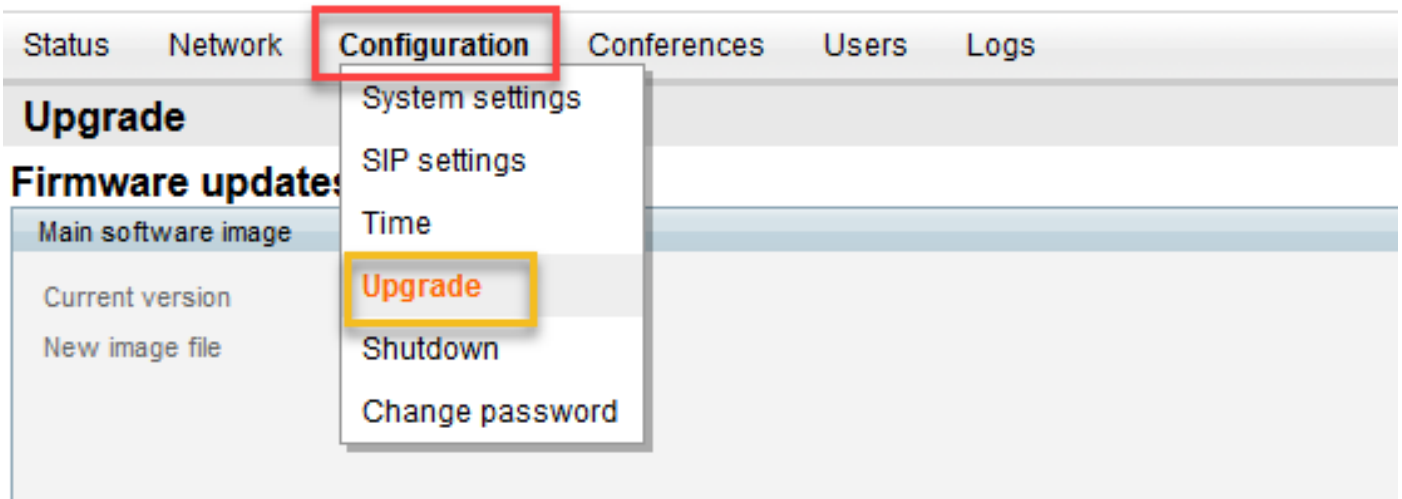 Status Network Configuration Conferences Users Logs
System settings
Upgrade
SIP settings
Firmware updates
Time
Main software image
Upgrade
Current version
New image file
Shutdown
Change password